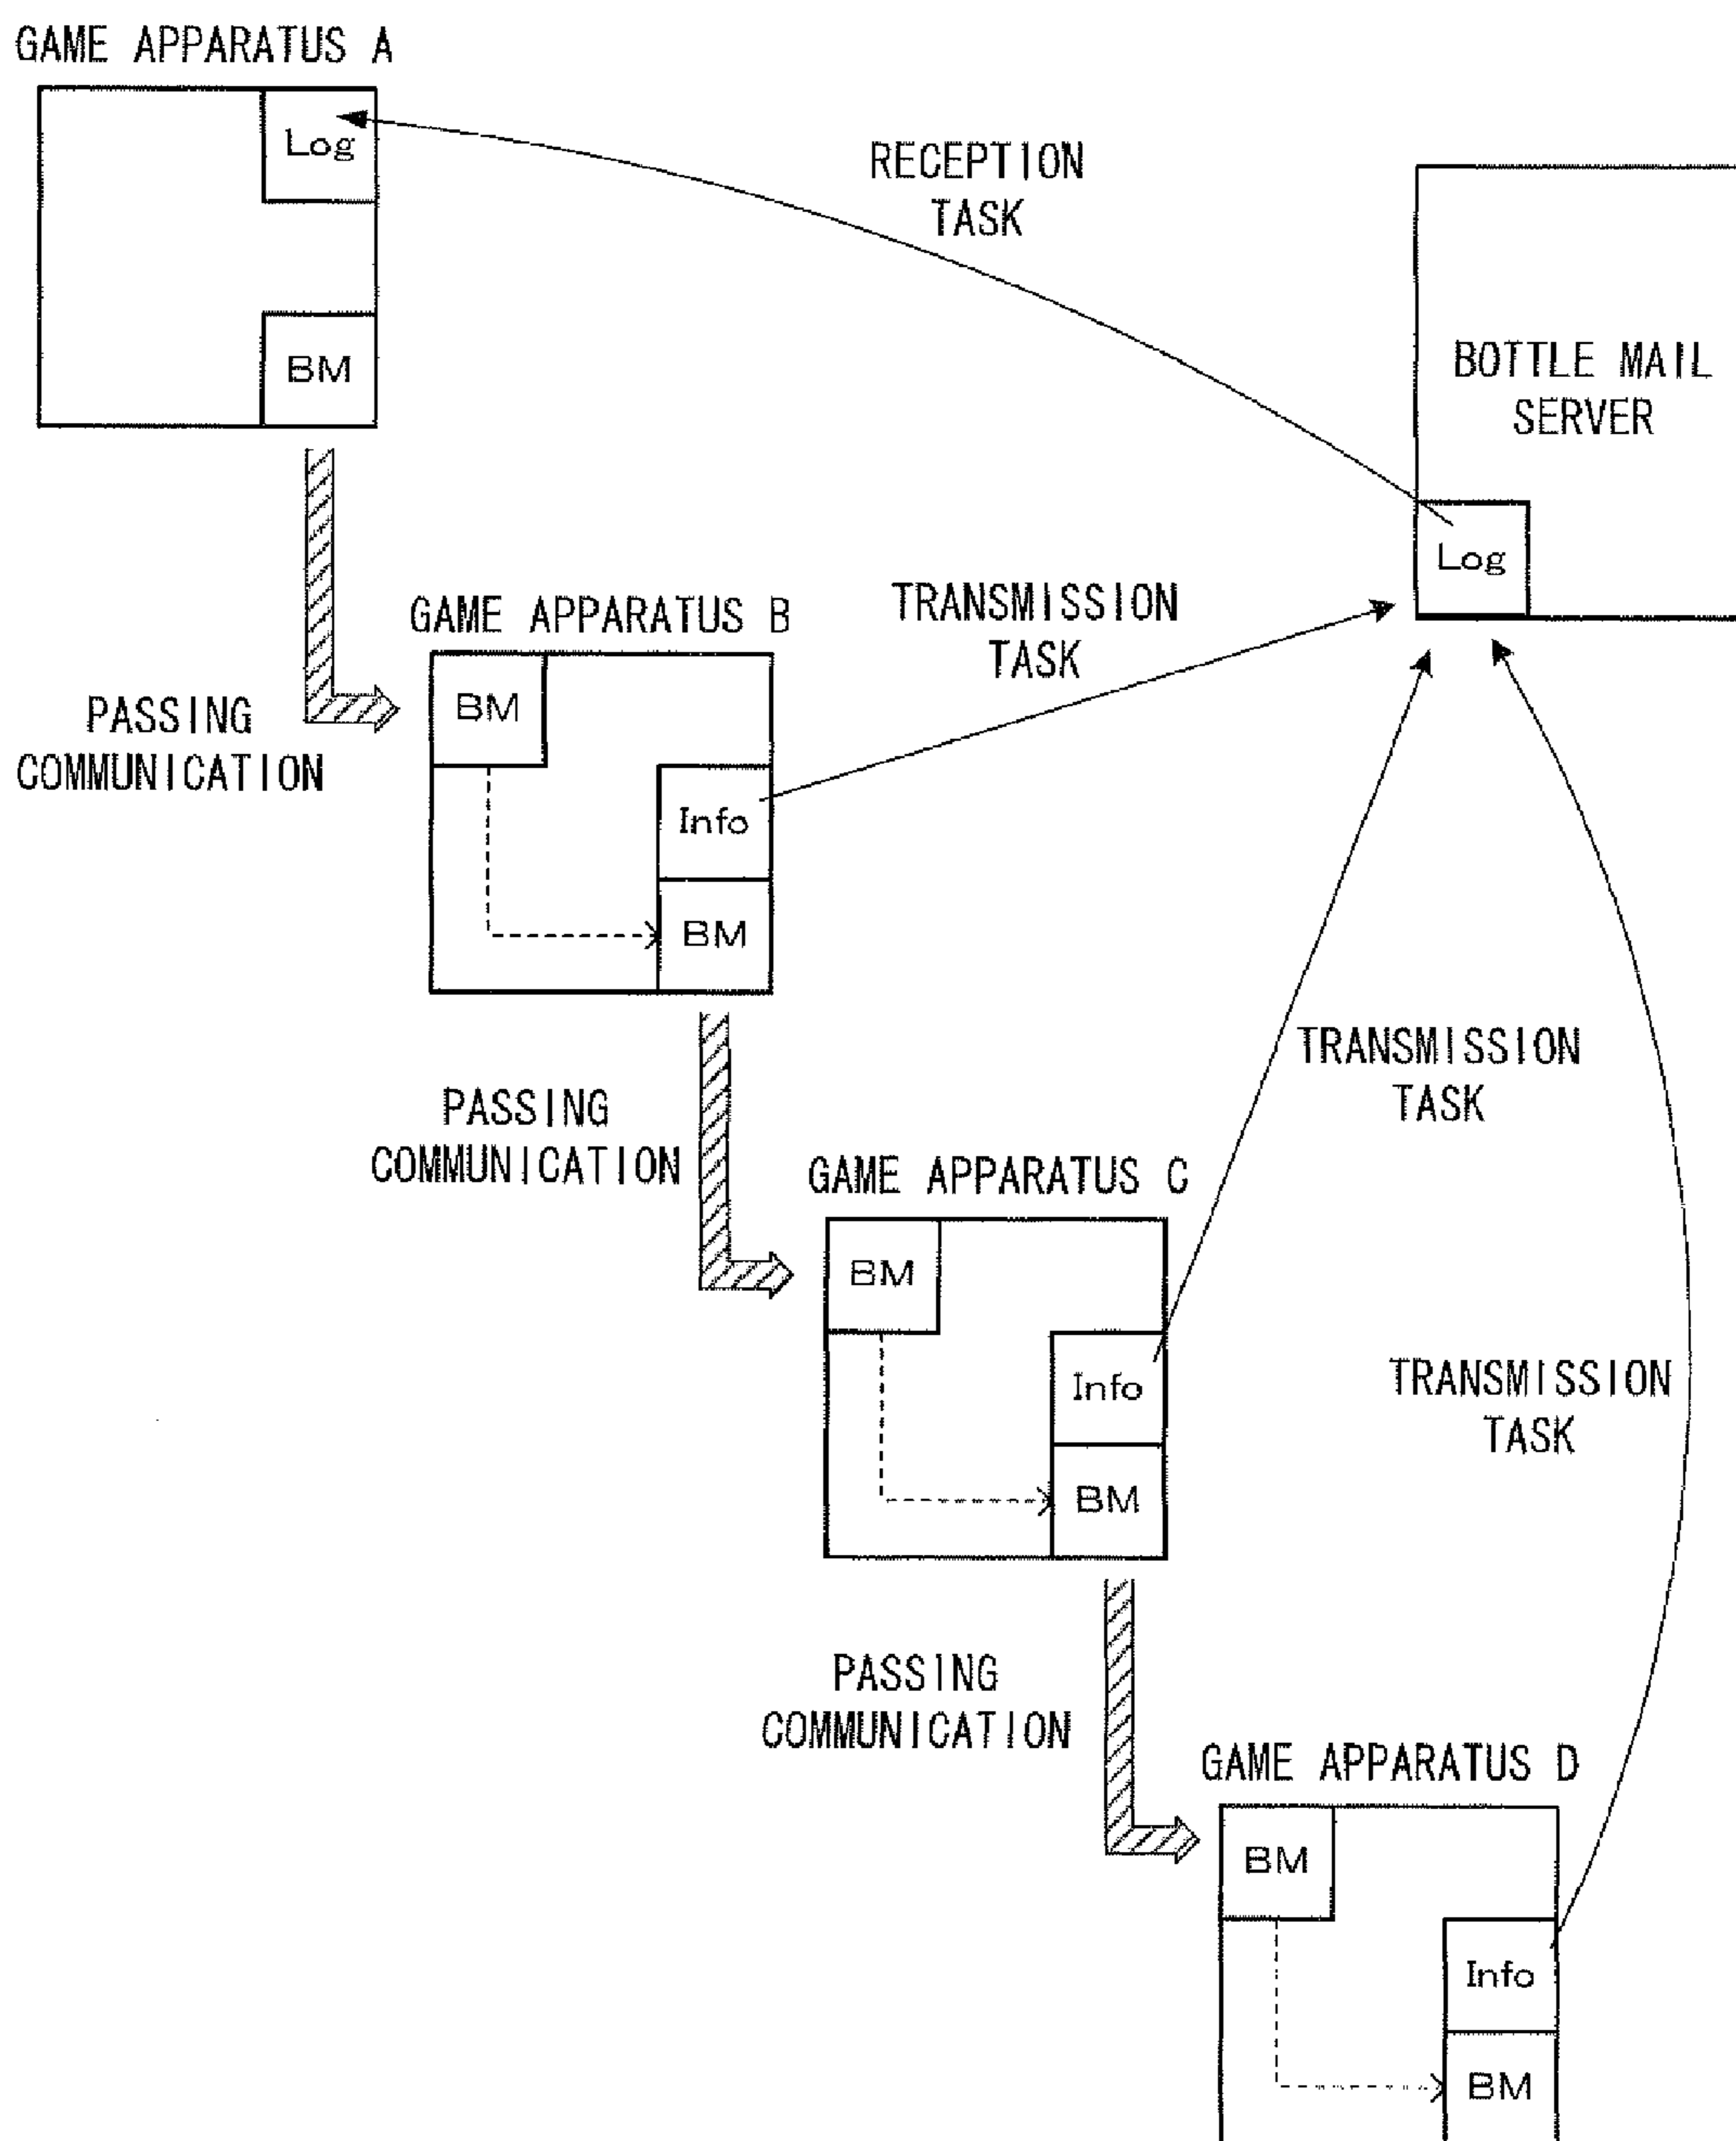 GAME APPARATUS A
Log
BM
RECEPTION
TASK
BOTTLE MAIL
SERVER
Log
PASSING
COMMUNICATION
GAME APPARATUS B
BM
Info
BM
TRANSMISSION
TASK
PASSING
COMMUNICATION
GAME APPARATUS C
BM
Info
BM
TRANSMISSION
TASK
TRANSMISSION
TASK
PASSING
COMMUNICATION
GAME APPARATUS D
BM
Info
BM